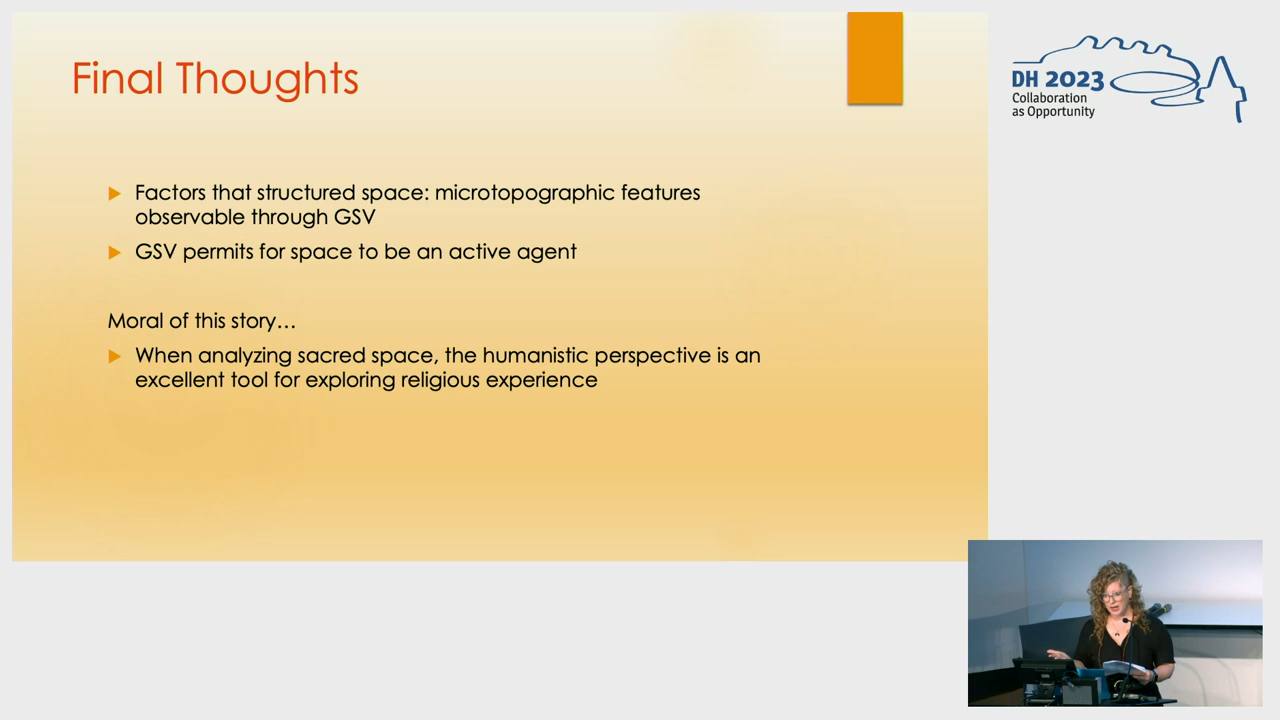 Final Thoughts
Factors that structured space: microtopographic features
observable through GSV
GSV permits for space to be an active agent
Moral of this story…
When analyzing sacred space, the humanistic perspective is an
excellent tool for exploring religious experience
DH 2023
Collaboration
as Opportunity